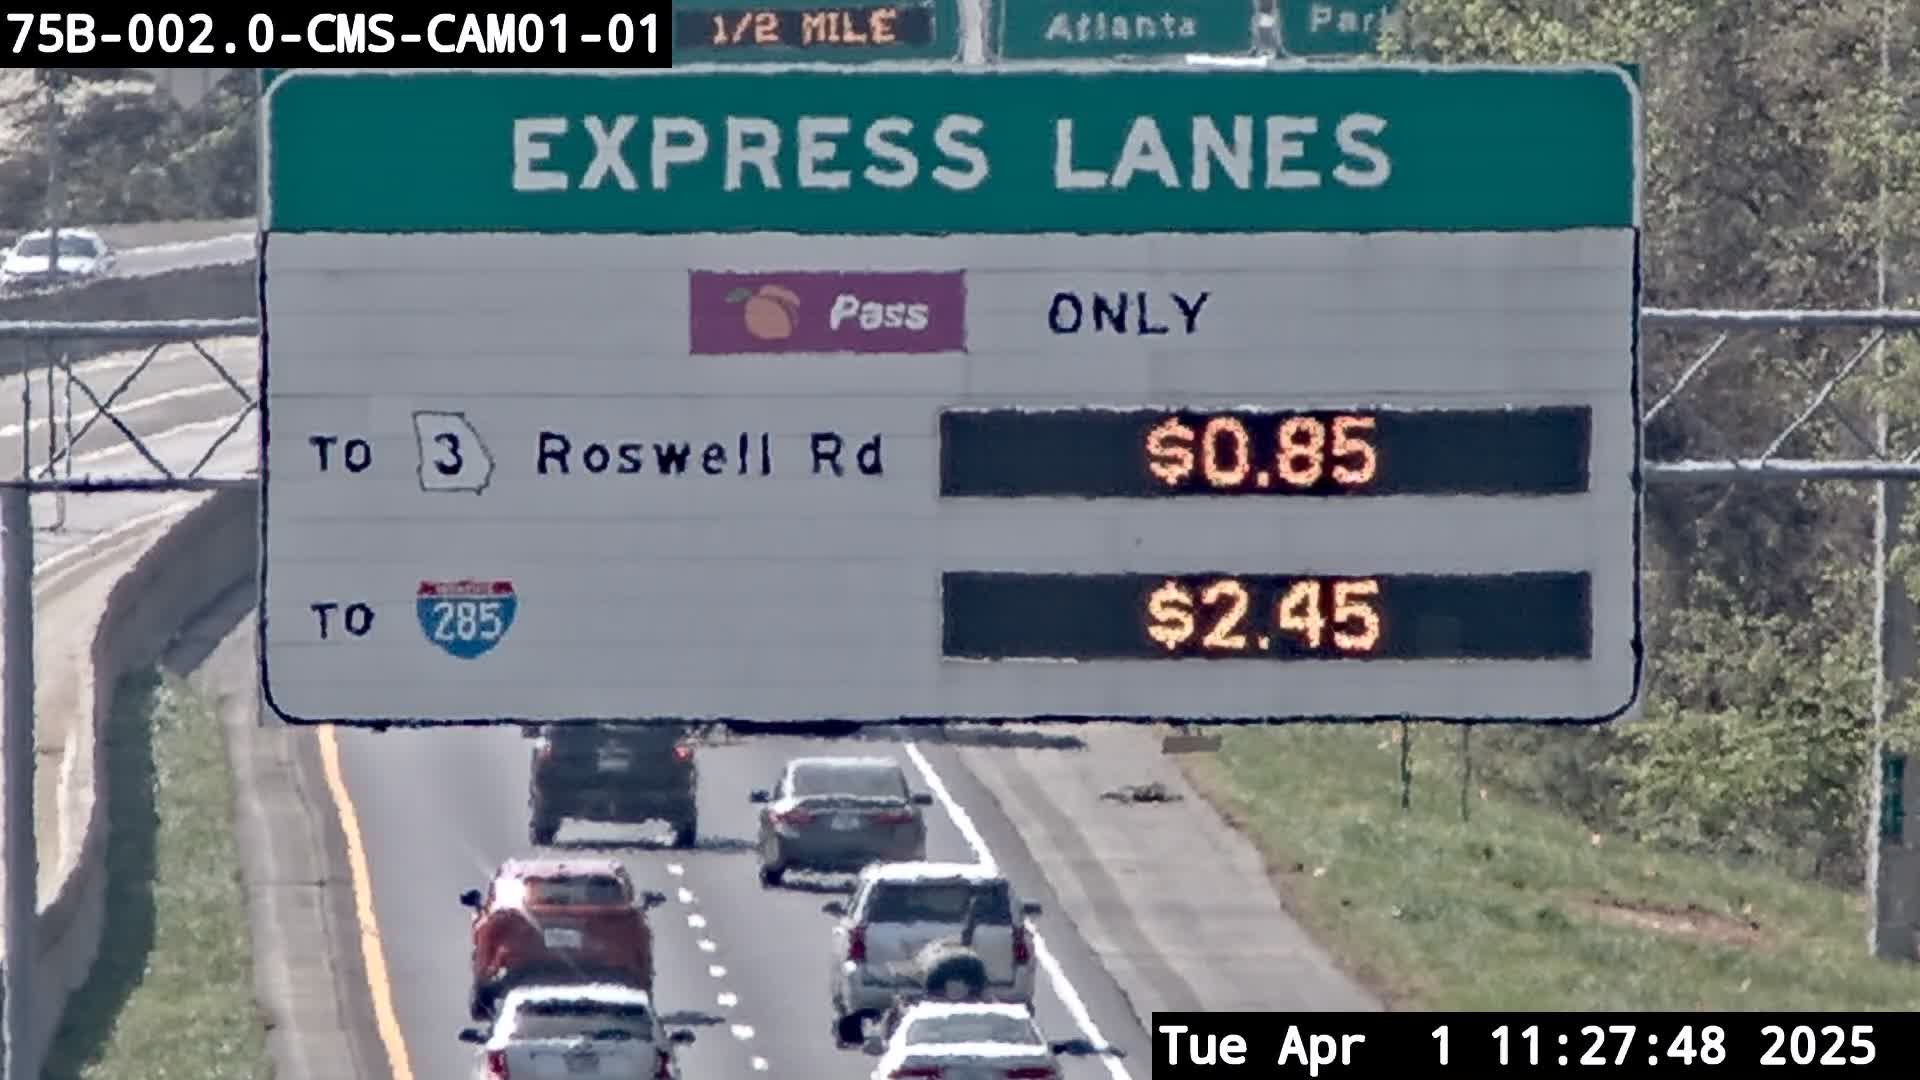 75B-002.0-CMS-CAM01-01
1/2 MILE
Atlanta
EXPRESS LANES
Pass ONLY
TO 3 Roswell Rd $0.85
TO 285 $2.45
Tue Apr 1 11:27:48 2025